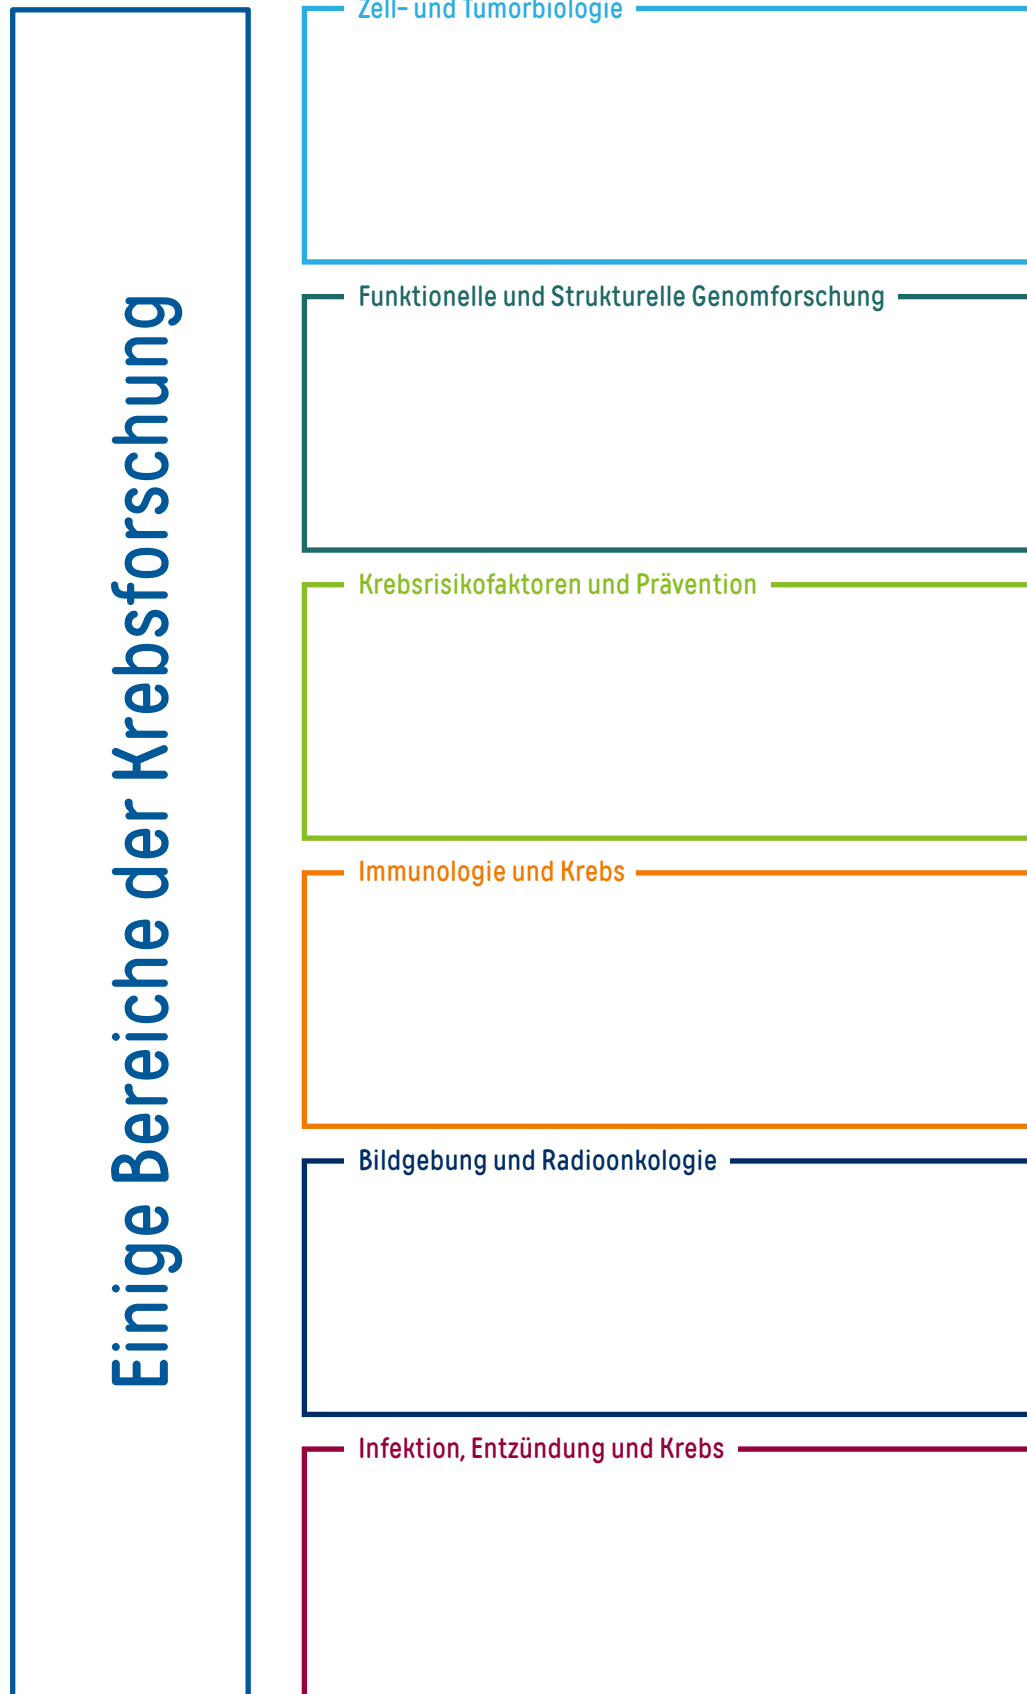 Einige Bereiche der Krebsforschung
Zell- und Tumorbiologie
Funktionelle und Strukturelle Genomforschung
Krebsrisikofaktoren und Prävention
Immunologie und Krebs
Bildgebung und Radioonkologie
Infektion, Entzündung und Krebs